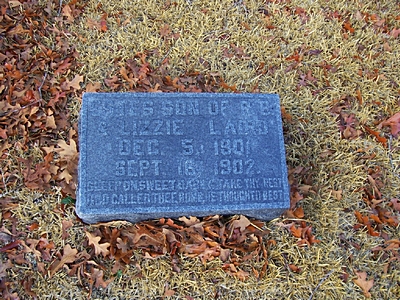 SON OF R.E.
& LIZZIE LAIRD
DEC. 5, 1901
SEPT. 16, 1902.
SLEEP ON SWEET BABE & TAKE THY REST
GOD CALLED THEE HOME, HE THOUGHT IT BEST